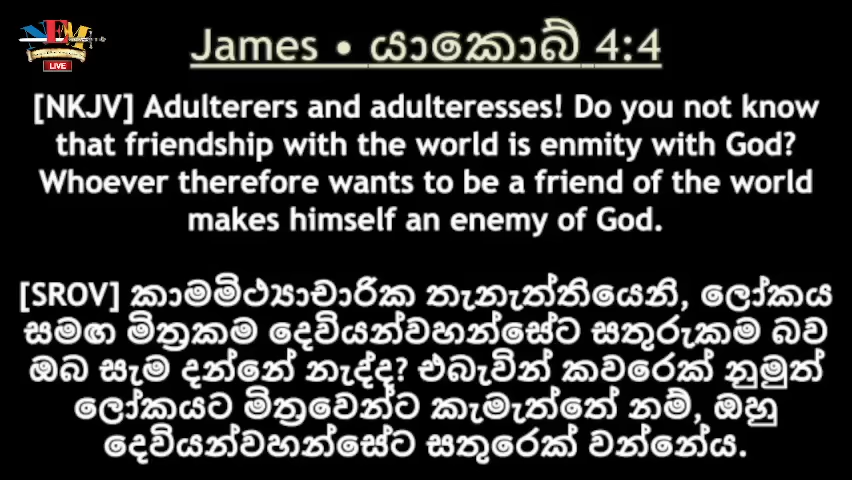 NEM
LIVE
James • යාකොබ් 4:4
[NKJV] Adulterers and adulteresses! Do you not know
that friendship with the world is enmity with God?
Whoever therefore wants to be a friend of the world
makes himself an enemy of God.
[SROV] කාමමිථ්‍යාචාරික තැනැත්තියෙනි, ලෝකය
සමඟ මිත්‍රකම දෙවියන්වහන්සේට සතුරුකම බව
ඔබ සැම දන්නේ නැද්ද? එබැවින් කවරෙක් නුමුත්
ලෝකයට මිත්‍රවෙන්ට කැමැත්තේ නම්, ඔහු
දෙවියන්වහන්සේට සතුරෙක් වන්නේය.